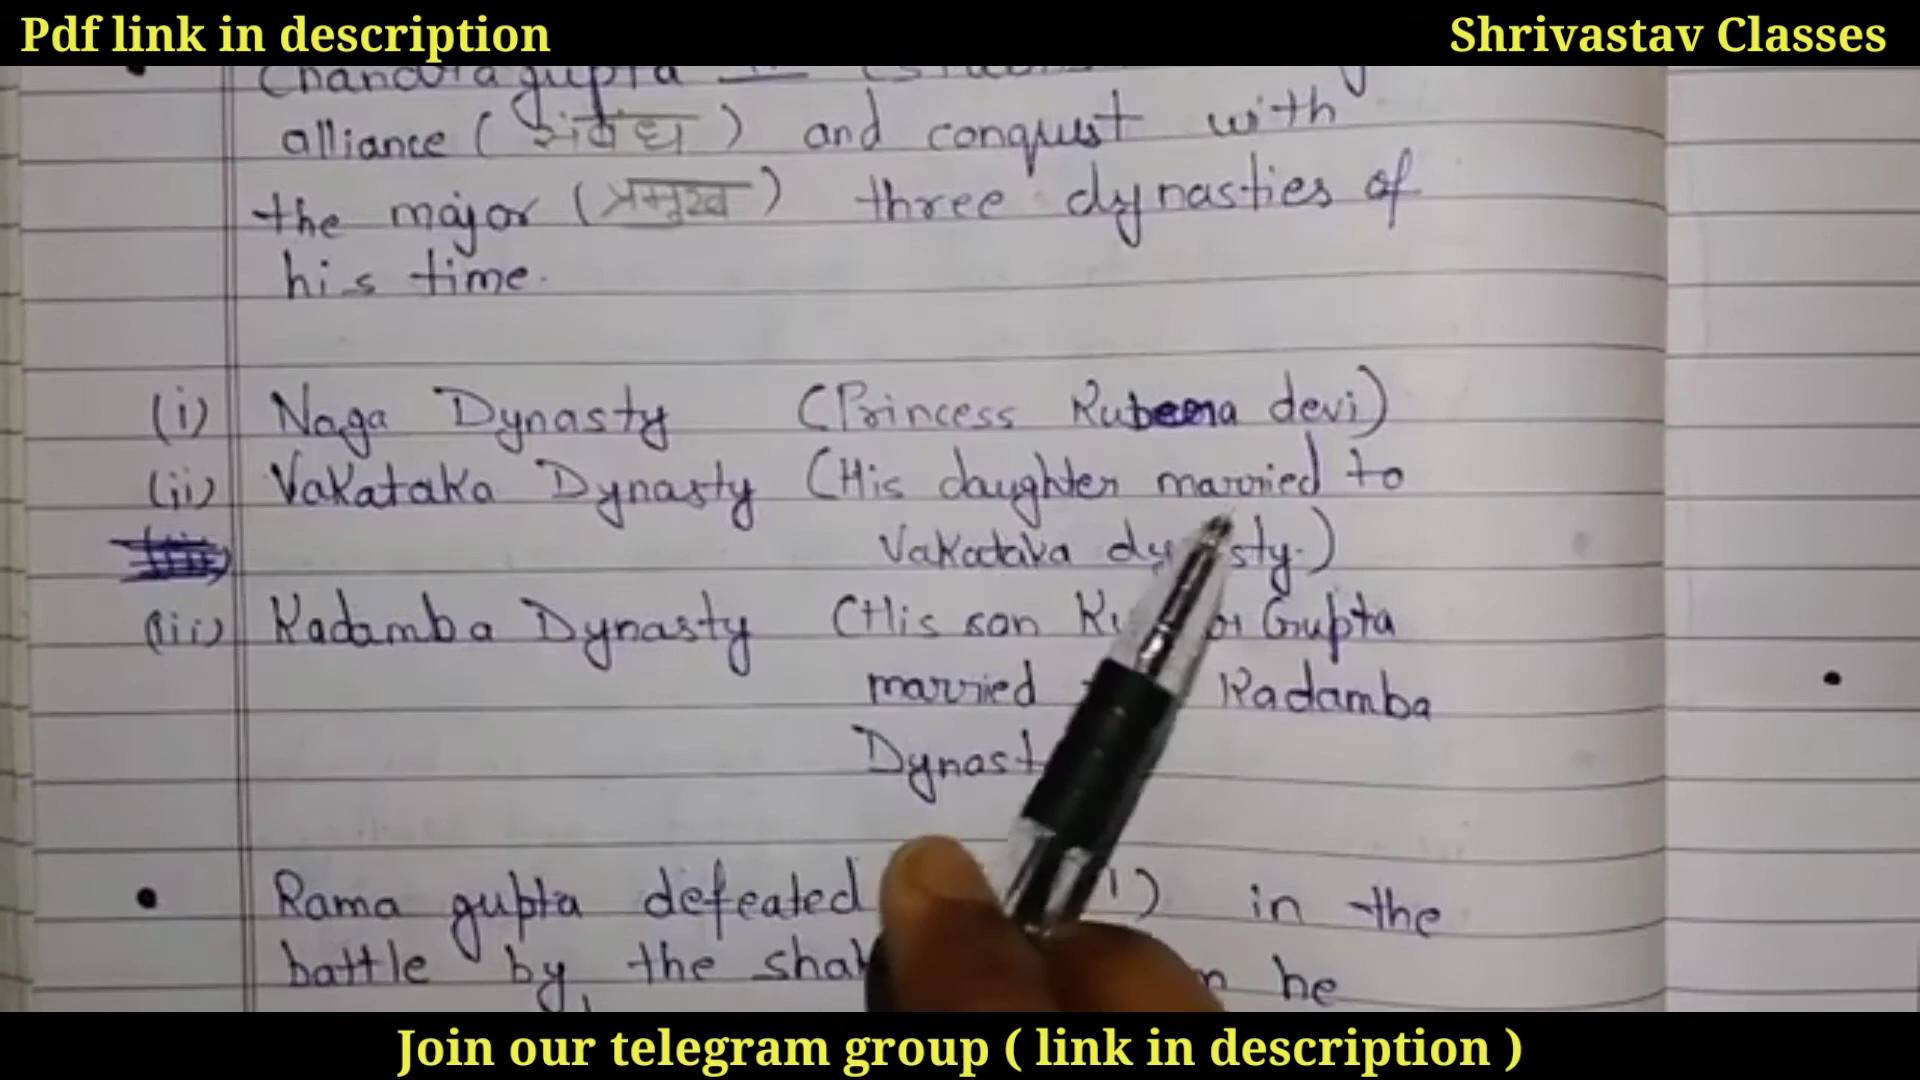 Pdf link in description
Shrivastav Classes
Chandragupta II
alliance ( संबंध ) and conquest with
the major ( प्रमुख ) three dynasties of
his time.
(i) Naga Dynasty (Princess Kubeena devi)
(ii) Vakataka Dynasty (His daughter married to
Vakataka dy sty.)
(iii) Kadamba Dynasty (His son Gupta
married Kadamba
Dynast
Rama gupta defeated ) in the
battle by the he
Join our telegram group ( link in description )